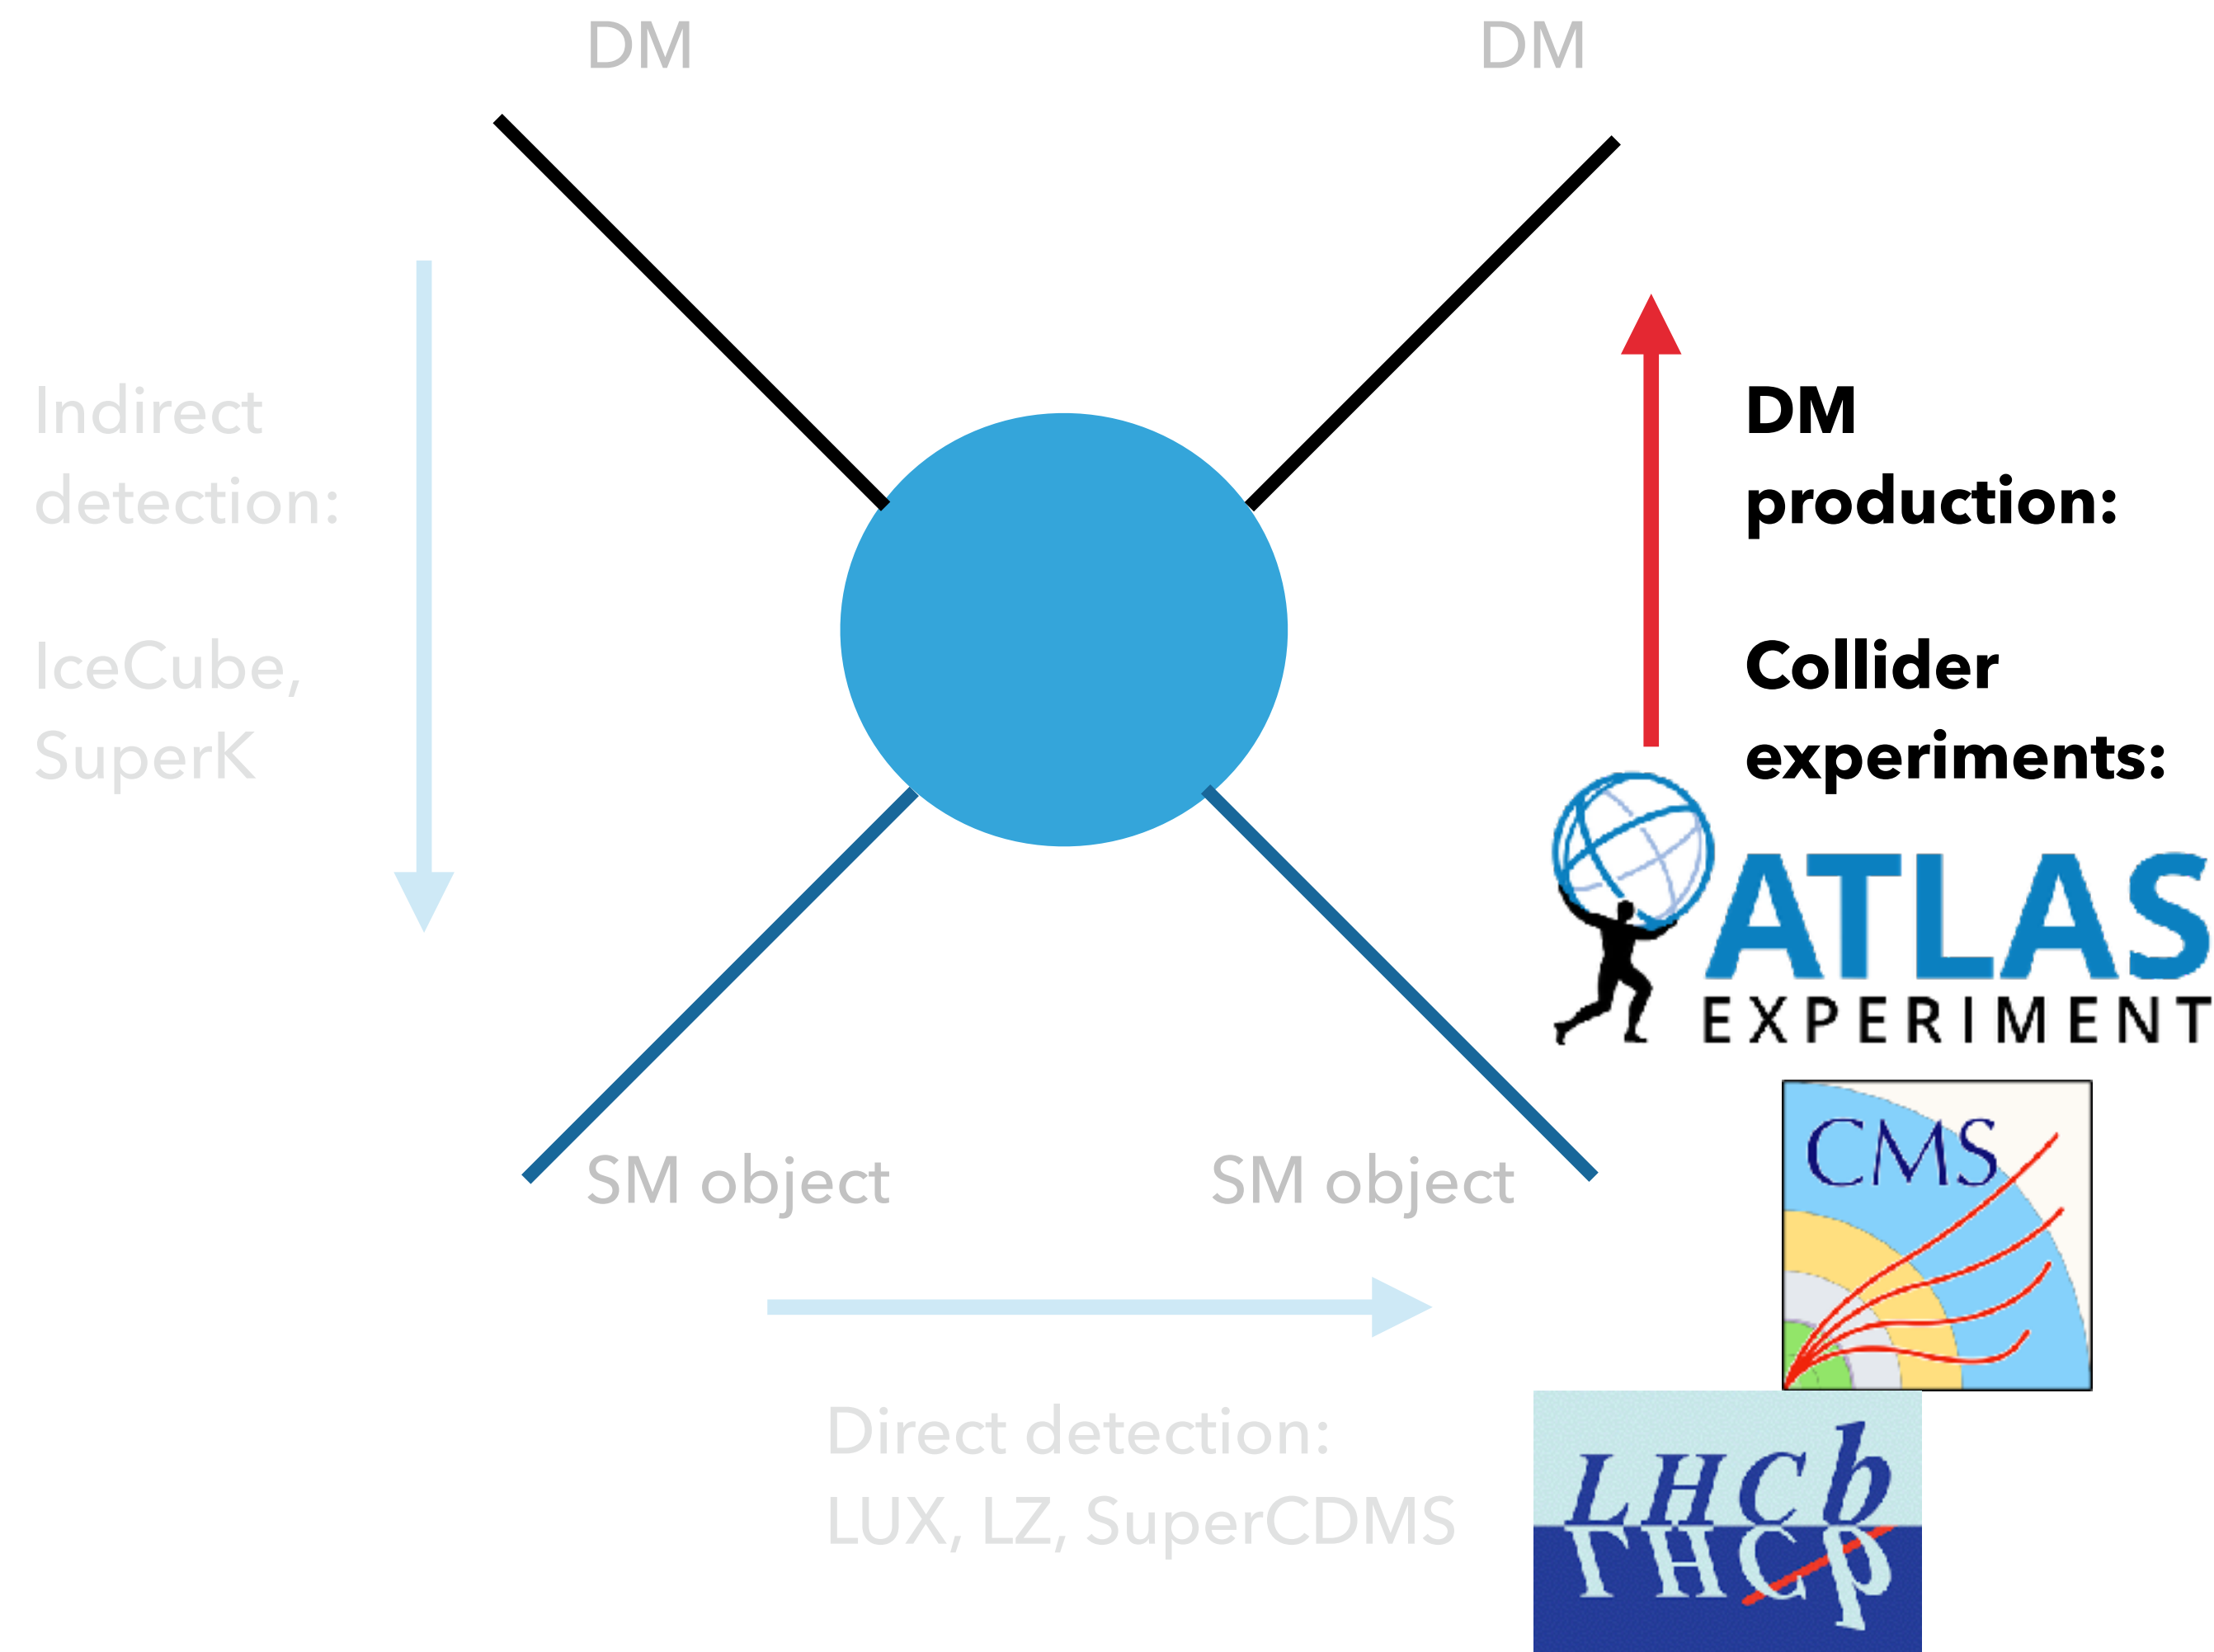 DM
DM
Indirect
detection:
IceCube,
SuperK
DM
production:
Collider
experiments:
ATLAS
EXPERIMENT
CMS
SM object
SM object
Direct detection:
LUX, LZ, SuperCDMS
LHCb
LHCb